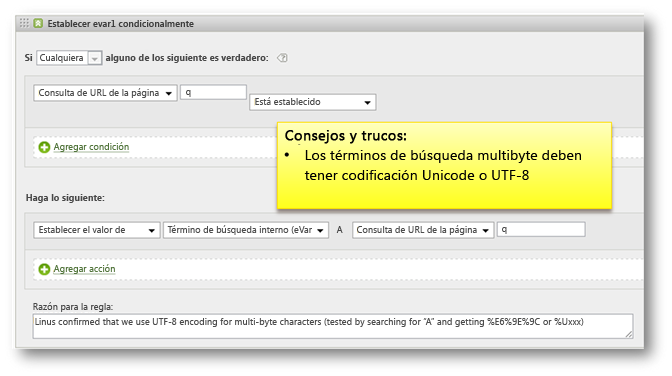 Establecer evar1 condicionalmente
Si Cualquiera alguno de los siguiente es verdadero:
Consulta de URL de la página q Está establecido
Consejos y trucos:
• Los términos de búsqueda multibyte deben
tener codificación Unicode o UTF-8
Agregar condición
Haga lo siguiente:
Establecer el valor de Término de búsqueda interno (eVar A Consulta de URL de la página q
Agregar acción
Razón para la regla:
Linus confirmed that we use UTF-8 encoding for multi-byte characters (tested by searching for “A” and getting %E6%9E%9C or %Uxxx)